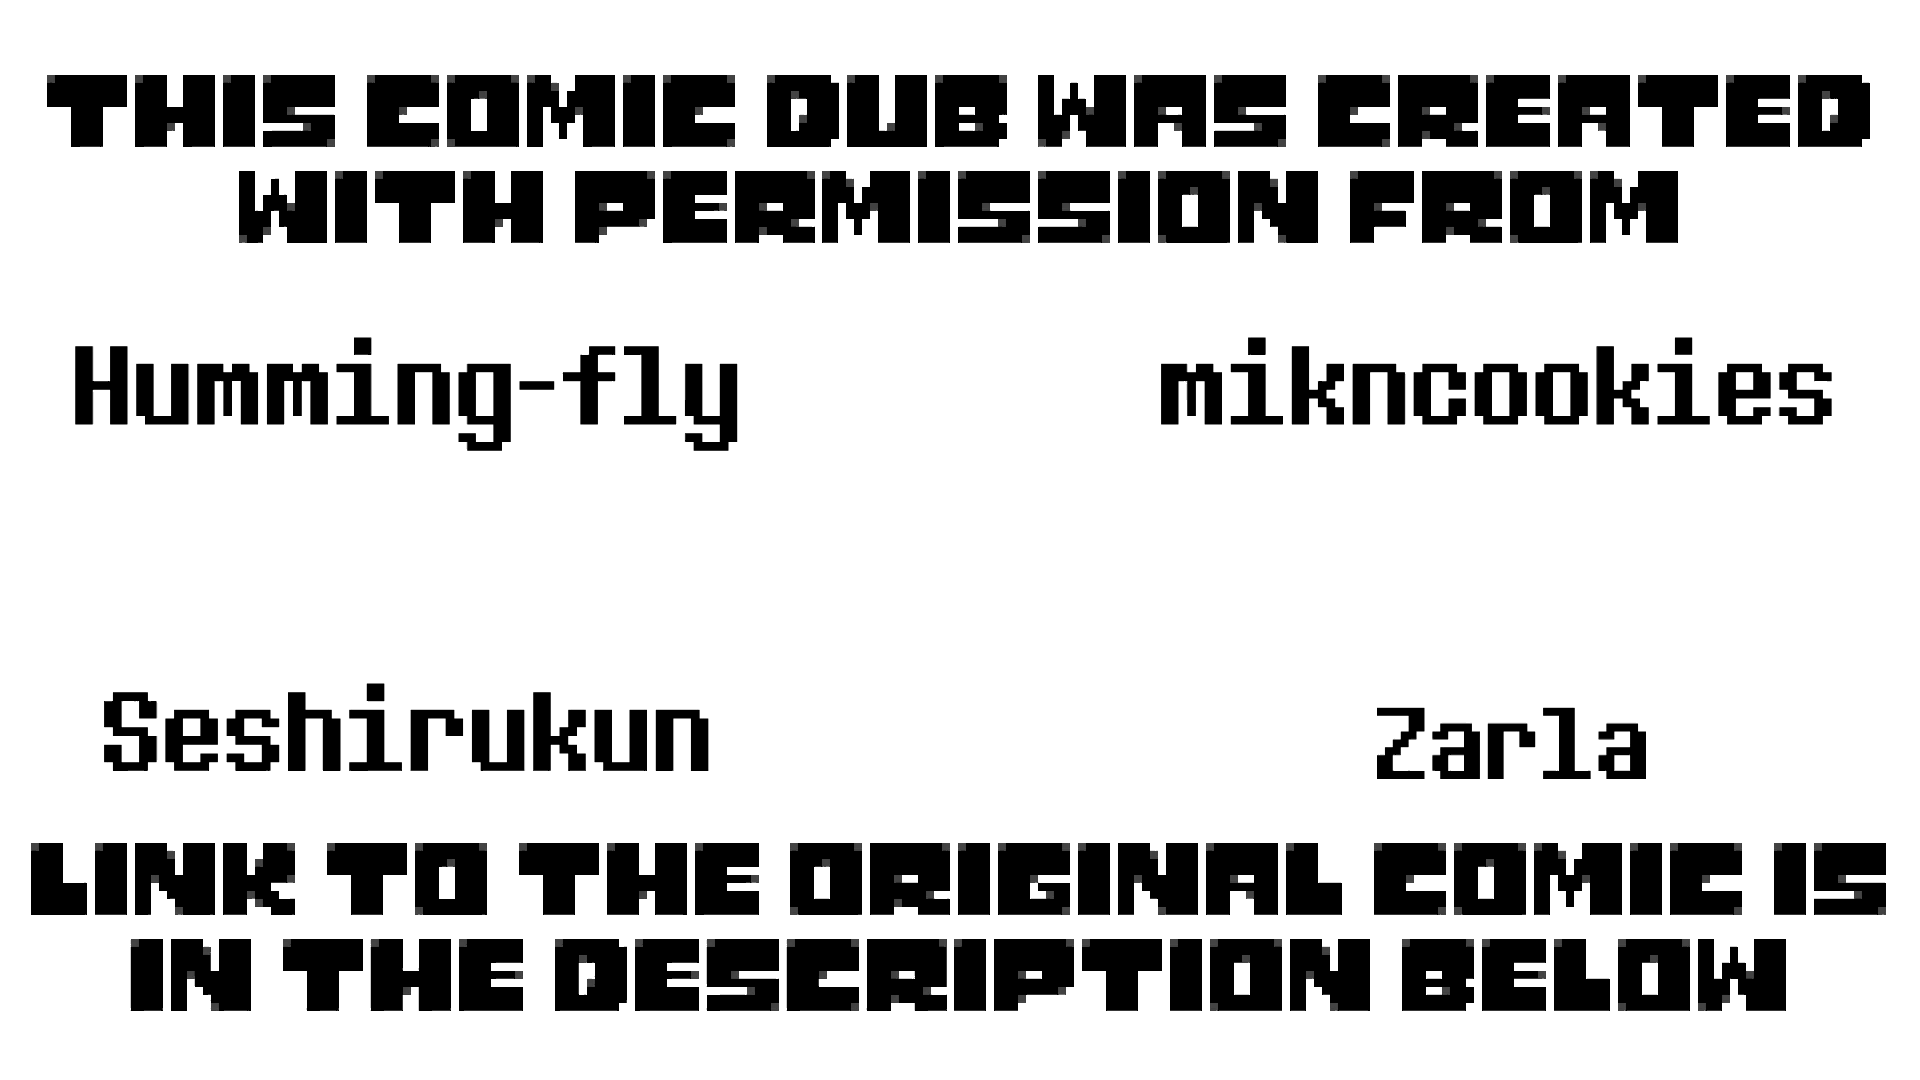 THIS COMIC DUB WAS CREATED
WITH PERMISSION FROM
Humming-fly
mikncookies
Seshirukun
Zarla
LINK TO THE ORIGINAL COMIC IS
IN THE DESCRIPTION BELOW